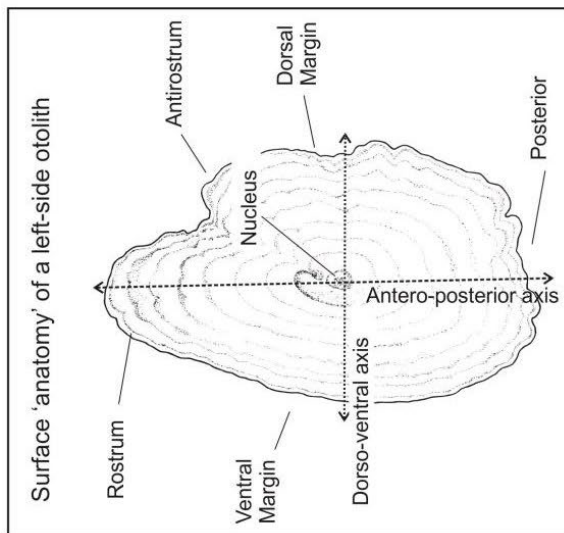 Surface 'anatomy' of a left-side otolith
Rostrum
Antirostrum
Nucleus
Dorsal
Margin
Ventral
Margin
Dorso-ventral axis
Antero-posterior axis
Posterior